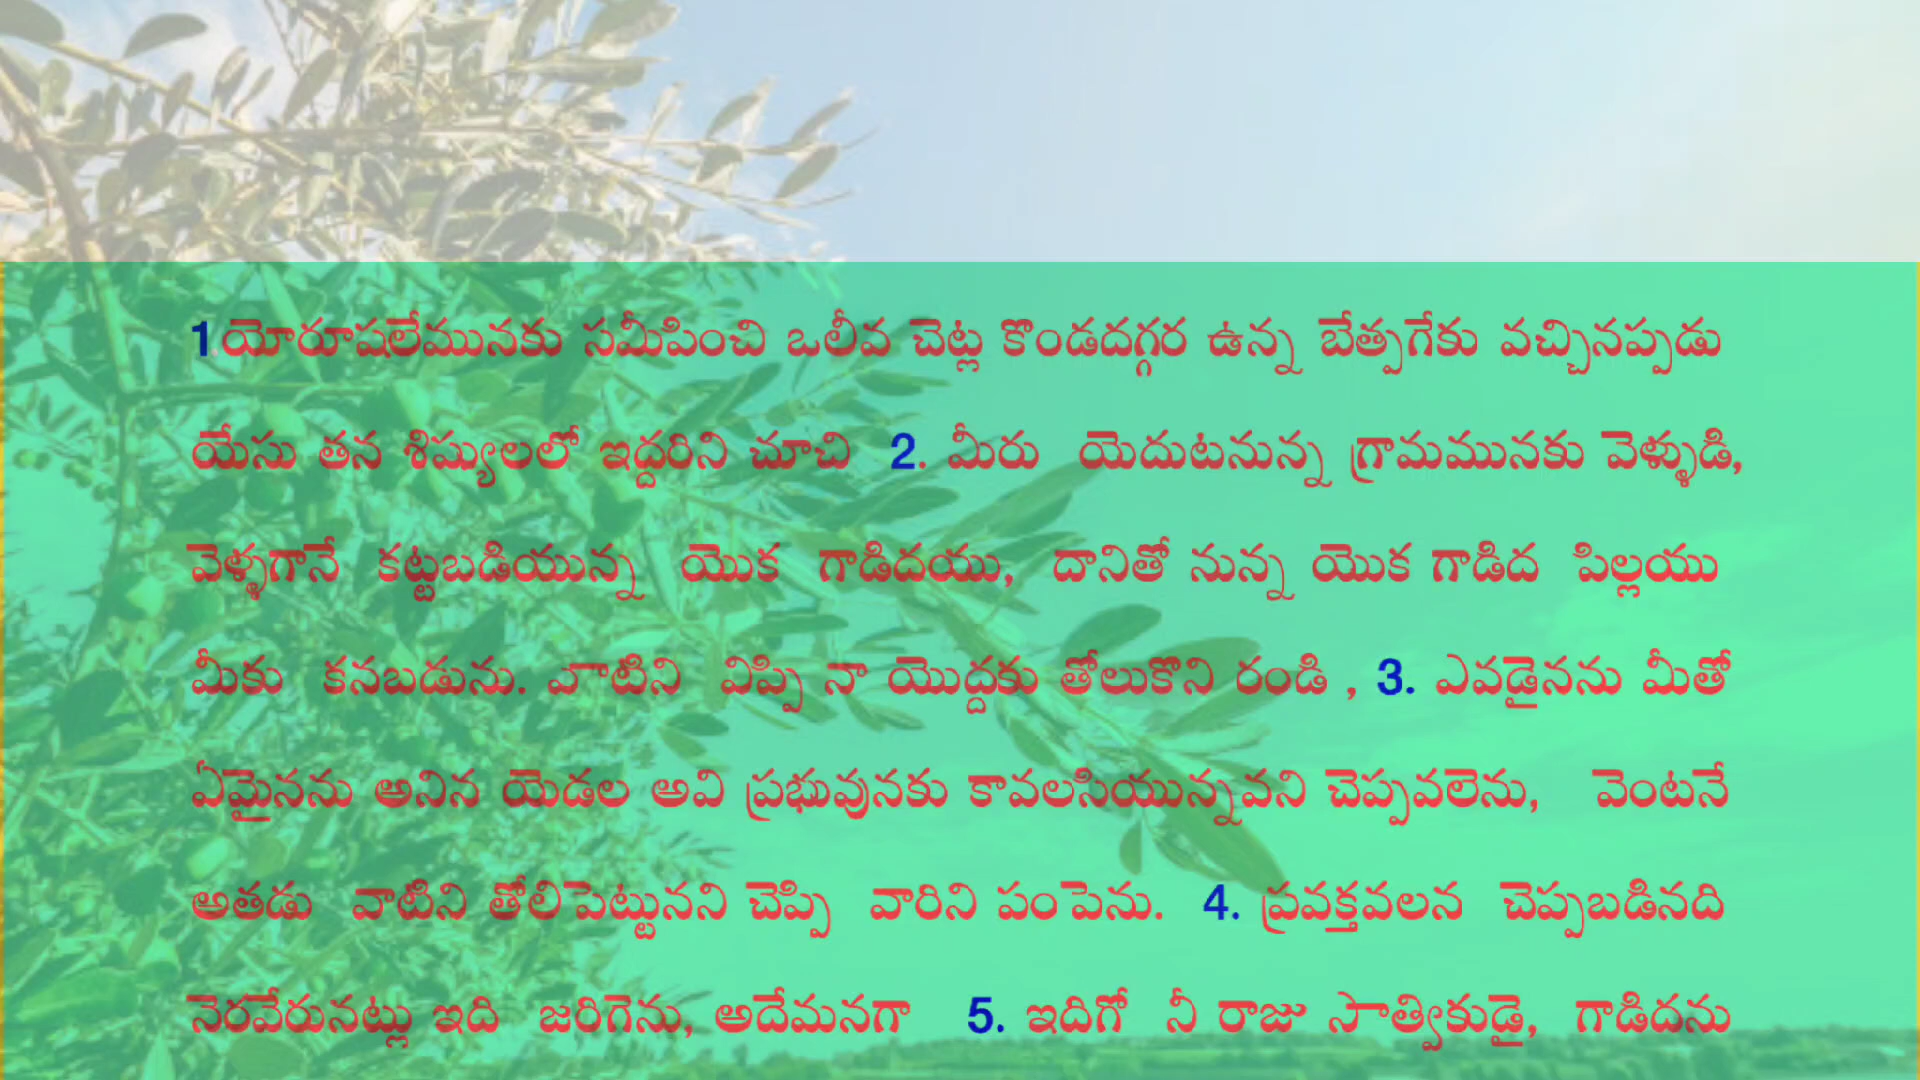 1.యోరూషలేమునకు సమీపించి ఒలీవ చెట్ల కొండదగ్గర ఉన్న బేత్పగేకు వచ్చినప్పడు
యేసు తన శిష్యులలో ఇద్దరిని చూచి 2. మీరు యెదుటనున్న గ్రామమునకు వెళ్ళుడి,
వెళ్ళగానే కట్టబడియున్న యొక గాడిదయు, దానితో నున్న యొక గాడిద పిల్లయు
మీకు కనబడును. వాటిని విప్పి నా యొద్దకు తోలుకొని రండి , 3. ఎవడైనను మీతో
ఏమైనను అనిన యెడల అవి ప్రభువునకు కావలసియున్నవని చెప్పవలెను, వెంటనే
అతడు వాటిని తోలిపెట్టునని చెప్పి వారిని పంపెను. 4. ప్రవక్తవలన చెప్పబడినది
నెరవేరునట్లు ఇది జరిగెను, అదేమనగా 5. ఇదిగో నీ రాజు సాత్వికుడై, గాడిదను